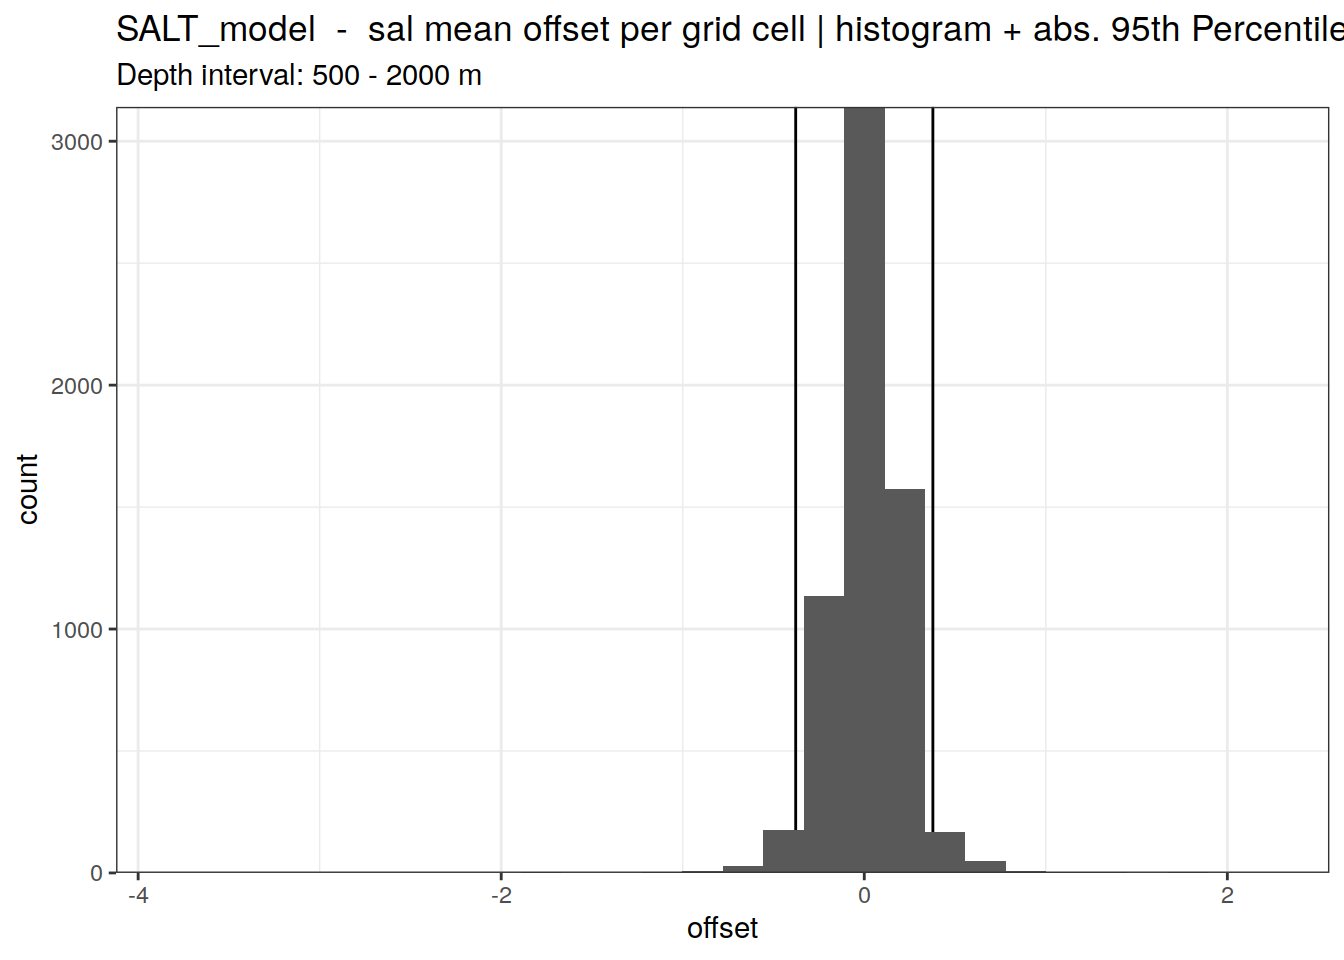 SALT_model - sal mean offset per grid cell | histogram + abs. 95th Percentile
Depth interval: 500 - 2000 m
3000
2000
1000
0
count
-4
-2
0
2
offset